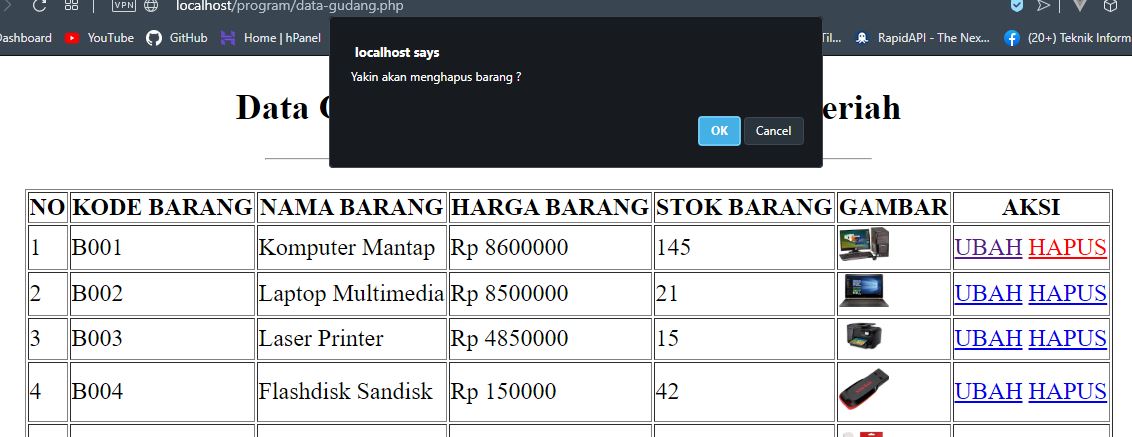 localhost/program/data-gudang.php
VPN
Dashboard YouTube GitHub Home | hPanel Til... RapidAPI - The Nex... (20+) Teknik Inform
localhost says
Yakin akan menghapus barang ?
OK Cancel
Data eriah
NO KODE BARANG NAMA BARANG HARGA BARANG STOK BARANG GAMBAR AKSI
1 B001 Komputer Mantap Rp 8600000 145 UBAH HAPUS
2 B002 Laptop Multimedia Rp 8500000 21 UBAH HAPUS
3 B003 Laser Printer Rp 4850000 15 UBAH HAPUS
4 B004 Flashdisk Sandisk Rp 150000 42 UBAH HAPUS